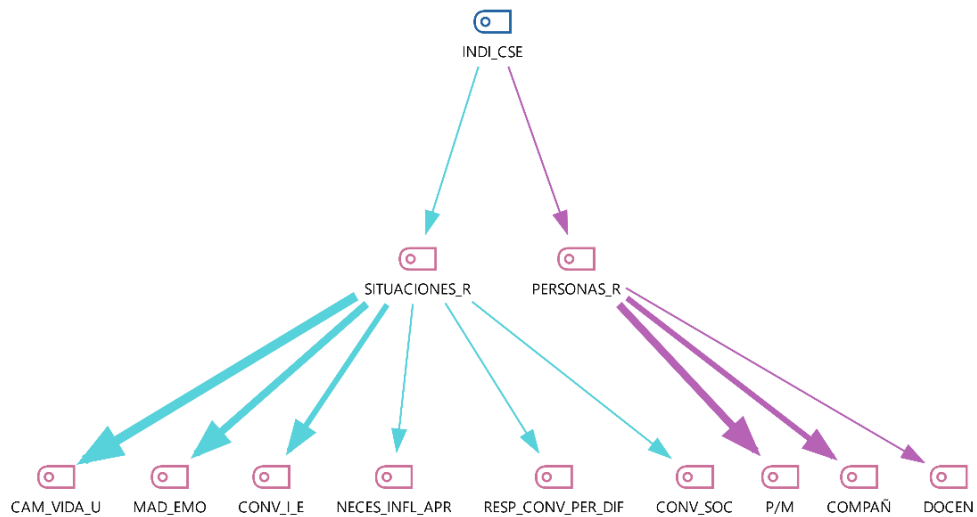 INDI_CSE
SITUACIONES_R PERSONAS_R
CAM_VIDA_U MAD_EMO CONV_I_E NECES_INFL_APR RESP_CONV_PER_DIF CONV_SOC P/M COMPAÑ DOCEN